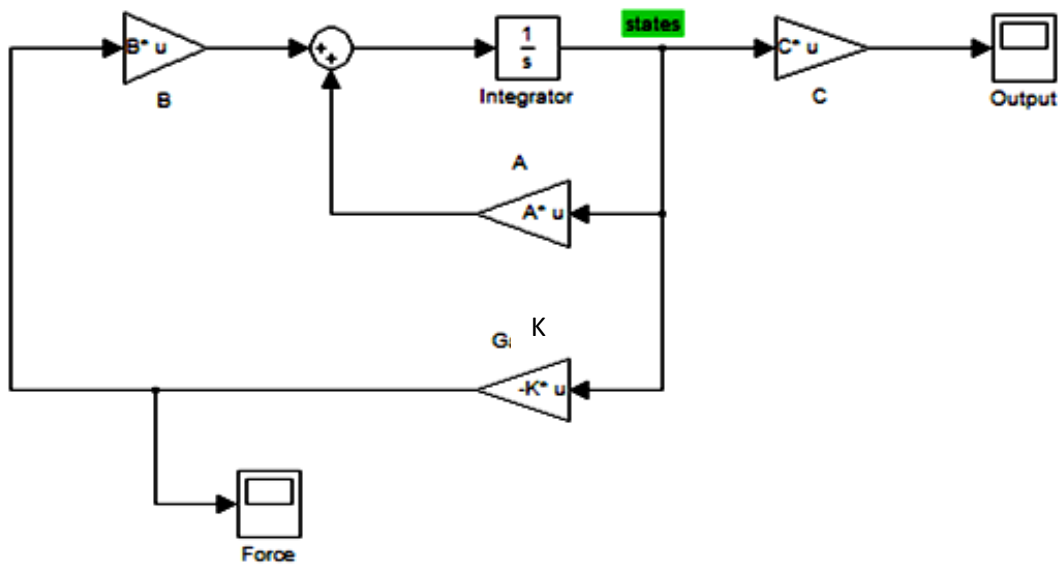 states
B* u
+
+
1
s
C* u
B
Integrator
C
Output
A
A* u
K
-K* u
Force